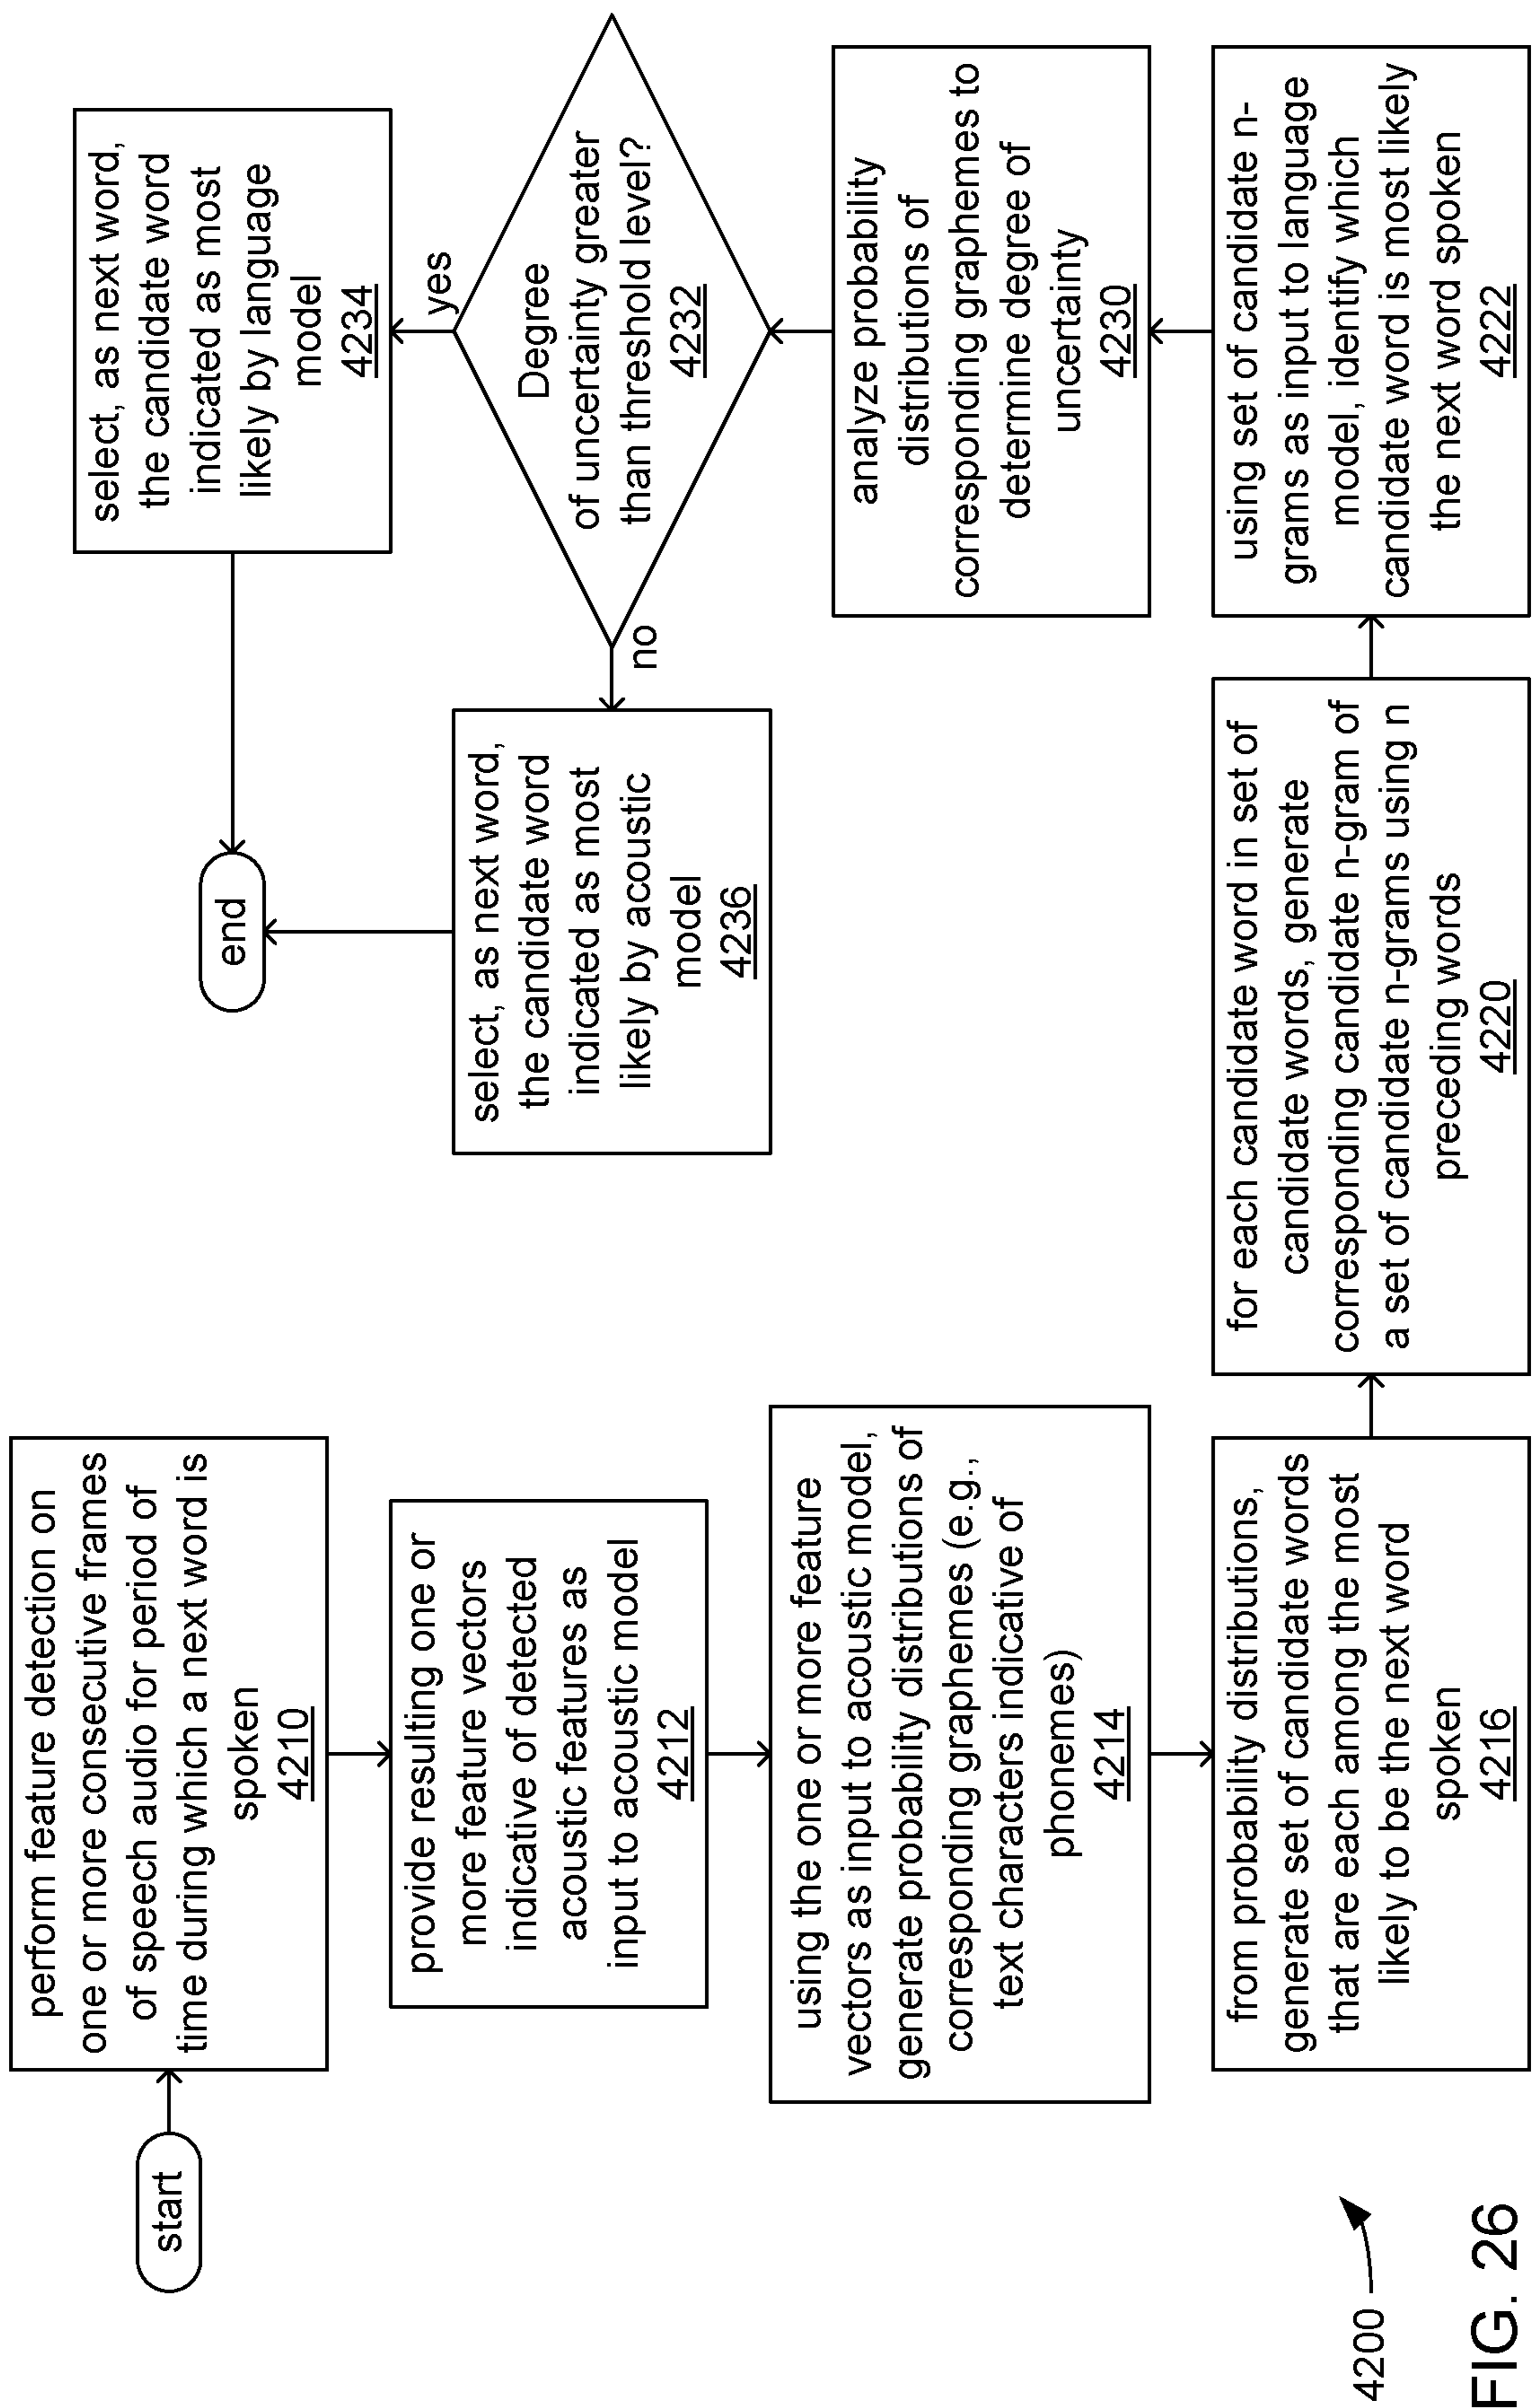 start
perform feature detection on
one or more consecutive frames
of speech audio for period of
time during which a next word is
spoken
4210
provide resulting one or
more feature vectors
indicative of detected
acoustic features as
input to acoustic model
4212
using the one or more feature
vectors as input to acoustic model,
generate probability distributions of
corresponding graphemes (e.g.,
text characters indicative of
phonemes)
4214
from probability distributions,
generate set of candidate words
that are each among the most
likely to be the next word
spoken
4216
for each candidate word in set of
candidate words, generate
corresponding candidate n-gram of
a set of candidate n-grams using n
preceding words
4220
using set of candidate n-
grams as input to language
model, identify which
candidate word is most likely
the next word spoken
4222
analyze probability
distributions of
corresponding graphemes to
determine degree of
uncertainty
4230
Degree
of uncertainty greater
than threshold level?
4232
yes
select, as next word,
the candidate word
indicated as most
likely by language
model
4234
no
select, as next word,
the candidate word
indicated as most
likely by acoustic
model
4236
end
4200
FIG. 26